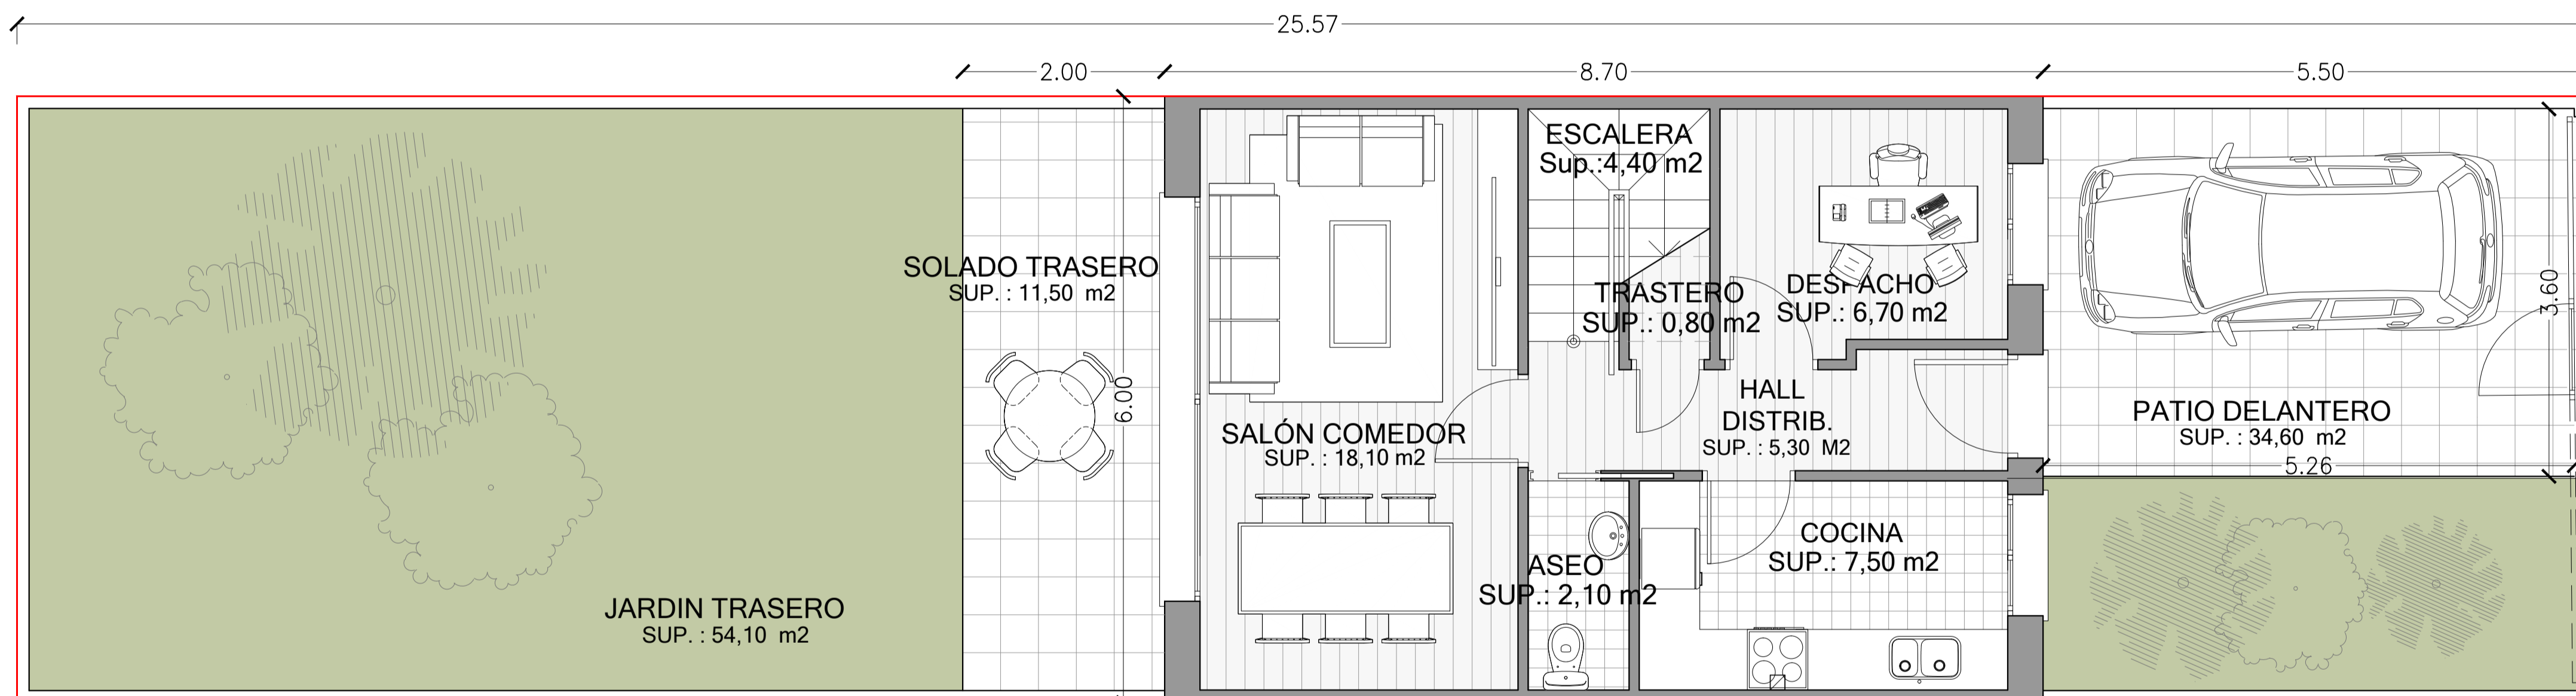 25.57
2.00
8.70
5.50
ESCALERA
Sup.:4,40 m2
SOLADO TRASERO
SUP. : 11,50 m2
TRASTERO
SUP.: 0,80 m2
DESPACHO
SUP.: 6,70 m2
3.60
6.00
HALL
DISTRIB.
SUP. : 5,30 M2
PATIO DELANTERO
SUP. : 34,60 m2
5.26
SALÓN COMEDOR
SUP. : 18,10 m2
COCINA
SUP.: 7,50 m2
ASEO
SUP.: 2,10 m2
JARDIN TRASERO
SUP. : 54,10 m2